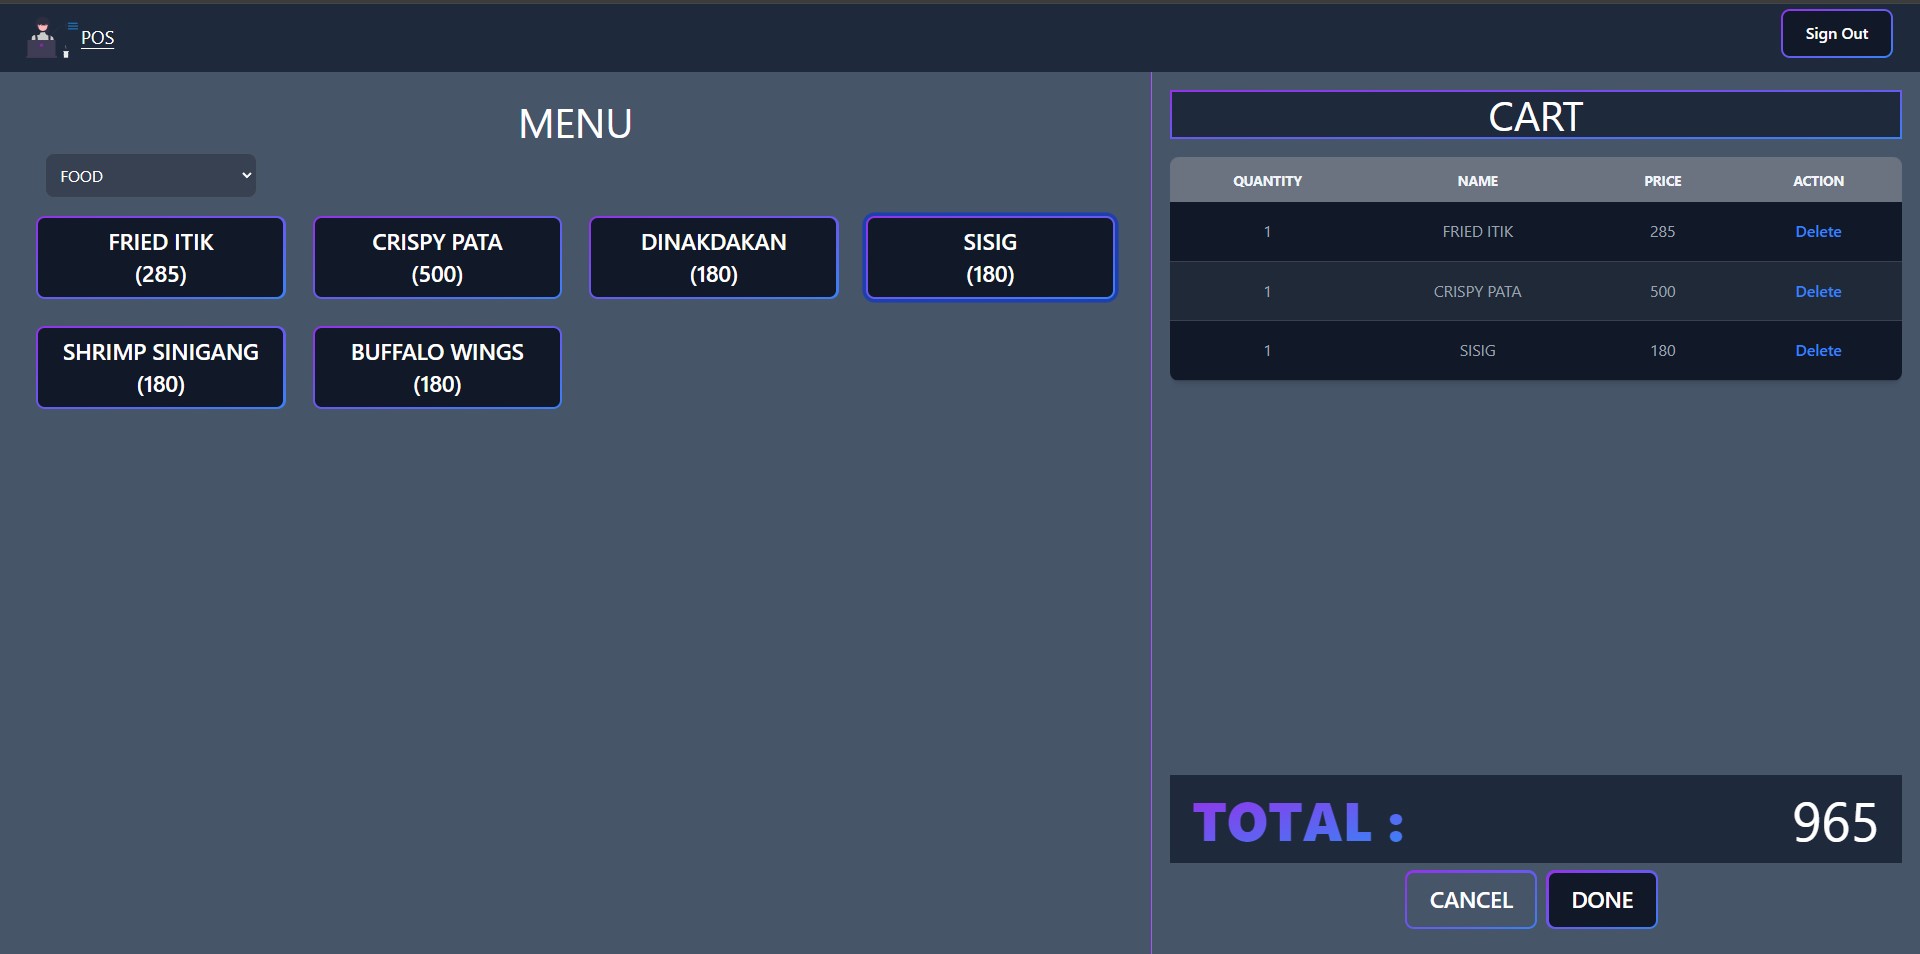 POS
Sign Out
MENU
FOOD
FRIED ITIK
(285)
CRISPY PATA
(500)
DINAKDAKAN
(180)
SISIG
(180)
SHRIMP SINIGANG
(180)
BUFFALO WINGS
(180)
CART
QUANTITY NAME PRICE ACTION
1 FRIED ITIK 285 Delete
1 CRISPY PATA 500 Delete
1 SISIG 180 Delete
TOTAL : 965
CANCEL DONE